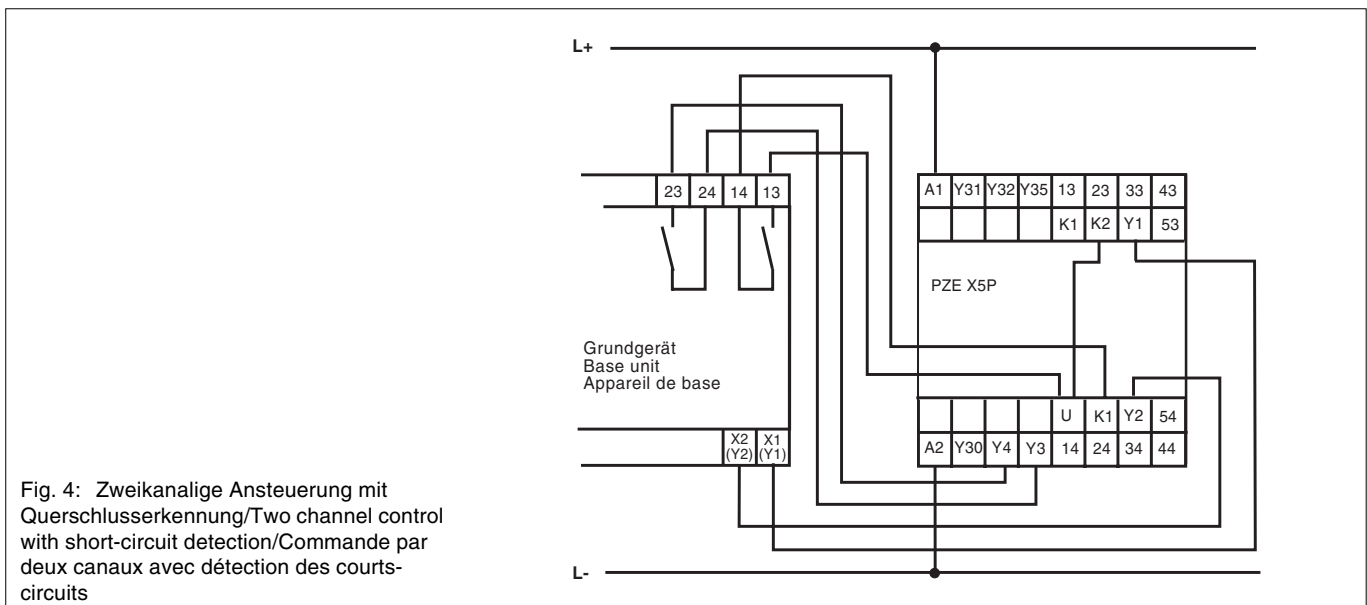 L+
23 24 14 13
A1 Y31 Y32 Y35 13 23 33 43
K1 K2 Y1 53
PZE X5P
Grundgerät
Base unit
Appareil de base
U K1 Y2 54
A2 Y30 Y4 Y3 14 24 34 44
X2 X1
(Y2) (Y1)
Fig. 4: Zweikanalige Ansteuerung mit
Querschlusserkennung/Two channel control
with short-circuit detection/Commande par
deux canaux avec détection des courts-
circuits
L-